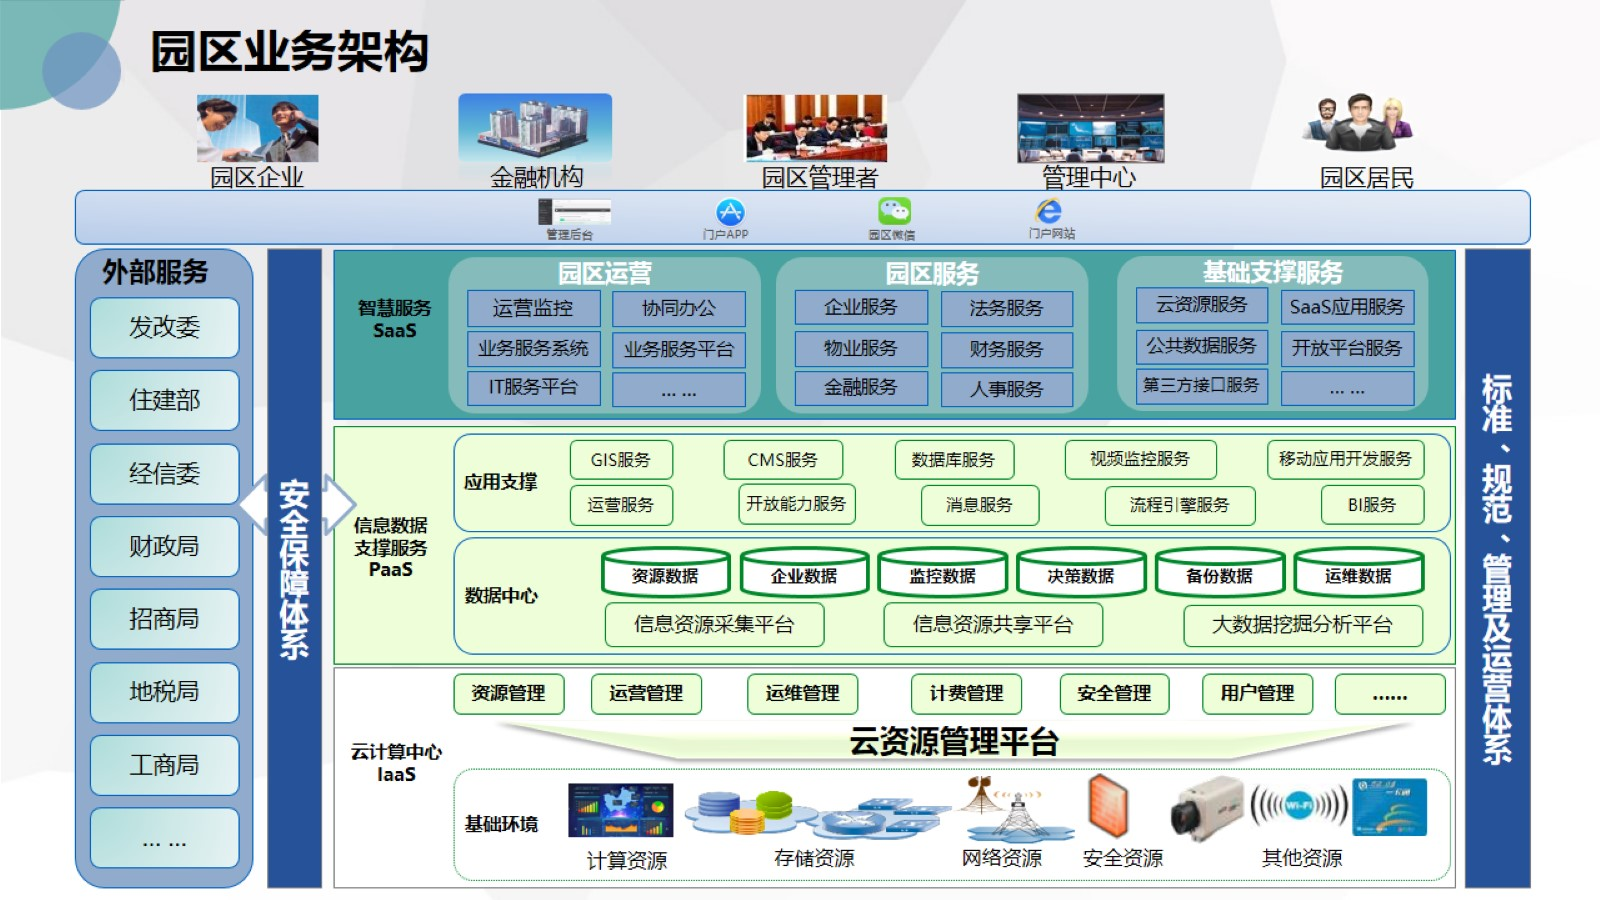 园区业务架构
园区企业
金融机构
园区管理者
管理中心
园区居民
管理后台
门户APP
园区微信
门户网站
外部服务
发改委
住建部
经信委
财政局
招商局
地税局
工商局
... ...
安全保障体系
智慧服务
SaaS
园区运营
运营监控
协同办公
业务服务系统
业务服务平台
IT服务平台
... ...
园区服务
企业服务
法务服务
物业服务
财务服务
金融服务
人事服务
基础支撑服务
云资源服务
SaaS应用服务
公共数据服务
开放平台服务
第三方接口服务
... ...
信息数据
支撑服务
PaaS
应用支撑
GIS服务
CMS服务
数据库服务
视频监控服务
移动应用开发服务
运营服务
开放能力服务
消息服务
流程引擎服务
BI服务
数据中心
资源数据
企业数据
监控数据
决策数据
备份数据
运维数据
信息资源采集平台
信息资源共享平台
大数据挖掘分析平台
云计算中心
IaaS
资源管理
运营管理
运维管理
计费管理
安全管理
用户管理
......
云资源管理平台
基础环境
Wi-Fi
计算资源
存储资源
网络资源
安全资源
其他资源
标准、规范、管理及运营体系